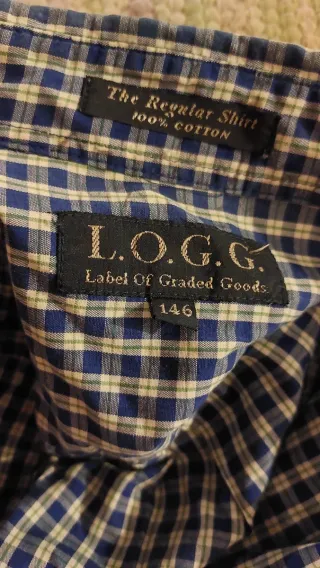 The Regular Shirt
100% COTTON
L.O.G.G.
Label Of Graded Goods.
146